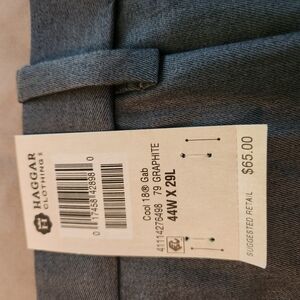 HAGGAR
CLOTHING CO
0 17458 42898 0
Cool 18® Gab
41114276498 79 GRAPHITE
44W X 29L
$65.00
SUGGESTED RETAIL